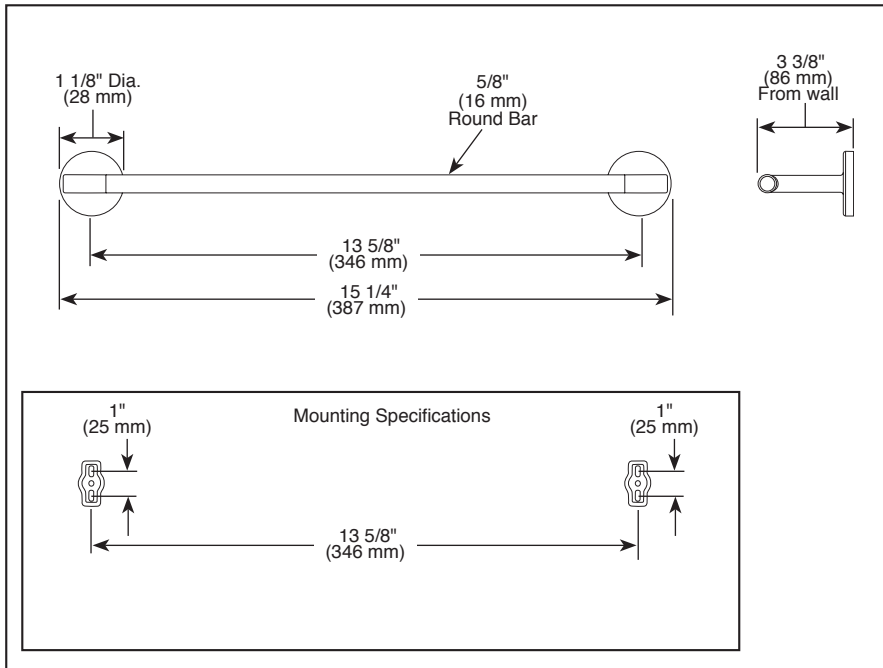 1 1/8" Dia.
(28 mm)
5/8"
(16 mm)
Round Bar
3 3/8"
(86 mm)
From wall
13 5/8"
(346 mm)
15 1/4"
(387 mm)
Mounting Specifications
1"
(25 mm)
1"
(25 mm)
13 5/8"
(346 mm)